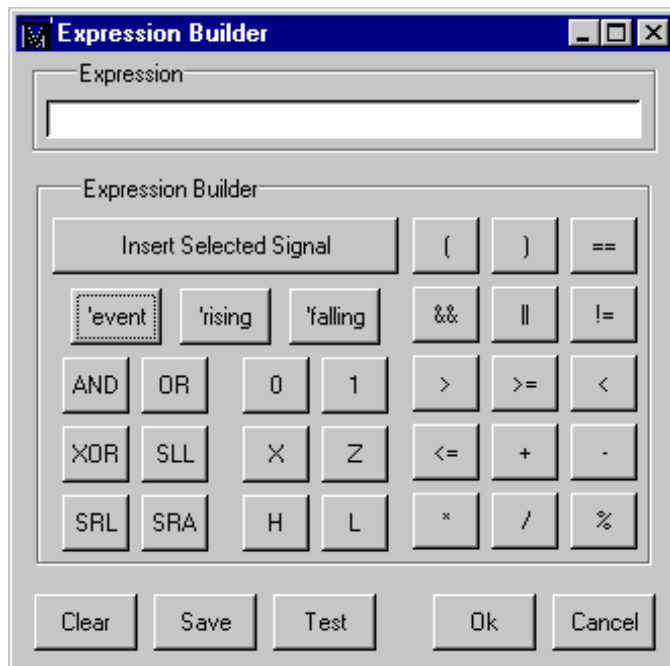 Expression Builder
Expression
Expression Builder
Insert Selected Signal ( ) ==
'event 'rising 'falling && || !=
AND OR 0 1 > >= <
XOR SLL X Z <= + -
SRL SRA H L * / %
Clear Save Test Ok Cancel